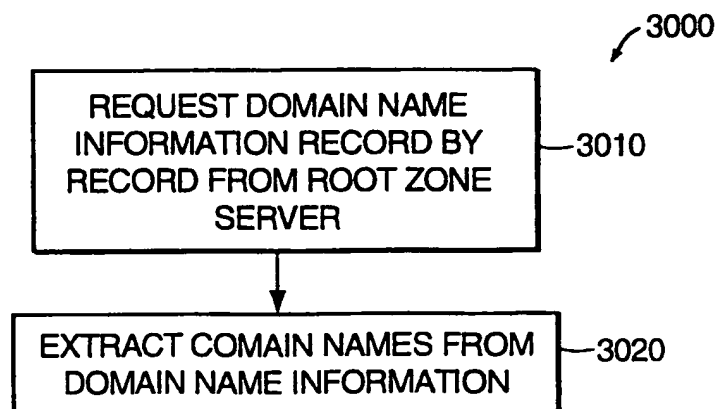 3000
REQUEST DOMAIN NAME
INFORMATION RECORD BY
RECORD FROM ROOT ZONE
SERVER
3010
EXTRACT COMAIN NAMES FROM
DOMAIN NAME INFORMATION
3020